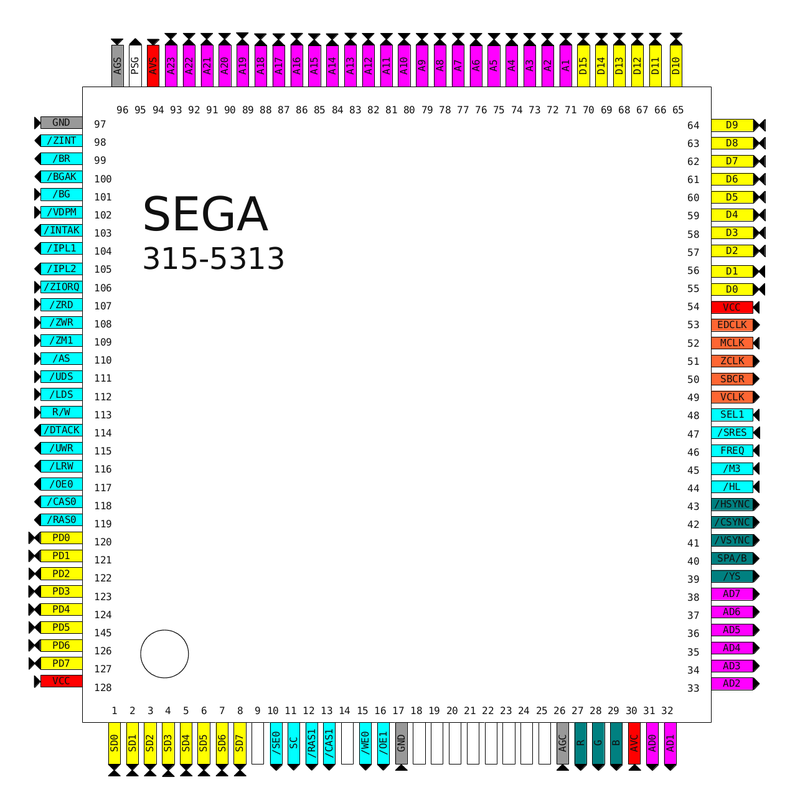 AGS PSG AVS A23 A22 A21 A20 A19 A18 A17 A16 A15 A14 A13 A12 A11 A10 A9 A8 A7 A6 A5 A4 A3 A2 A1 D15 D14 D13 D12 D11 D10
96 95 94 93 92 91 90 89 88 87 86 85 84 83 82 81 80 79 78 77 76 75 74 73 72 71 70 69 68 67 66 65
GND 97
/ZINT 98
/BR 99
/BGAK 100
/BG 101
/VDPM 102
/INTAK 103
/IPL1 104
/IPL2 105
/ZIORQ 106
/ZRD 107
/ZWR 108
/ZM1 109
/AS 110
/UDS 111
/LDS 112
R/W 113
/DTACK 114
/UWR 115
/LRW 116
/OE0 117
/CAS0 118
/RAS0 119
PD0 120
PD1 121
PD2 122
PD3 123
PD4 124
PD5 145
PD6 126
PD7 127
VCC 128
SEGA
315-5313
64 D9
63 D8
62 D7
61 D6
60 D5
59 D4
58 D3
57 D2
56 D1
55 D0
54 VCC
53 EDCLK
52 MCLK
51 ZCLK
50 SBCR
49 VCLK
48 SEL1
47 /SRES
46 FREQ
45 /M3
44 /HL
43 /HSYNC
42 /CSYNC
41 /VSYNC
40 SPA/B
39 /YS
38 AD7
37 AD6
36 AD5
35 AD4
34 AD3
33 AD2
1 2 3 4 5 6 7 8 9 10 11 12 13 14 15 16 17 18 19 20 21 22 23 24 25 26 27 28 29 30 31 32
SD0 SD1 SD2 SD3 SD4 SD5 SD6 SD7 /SE0 SC /RAS1 /CAS1 /WE0 /OE1 GND AGC R G B AVC AD0 AD1